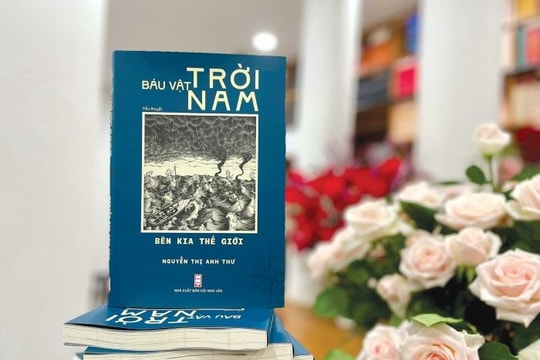 TRỜI
BÁU VẬT NAM
Tiểu thuyết
BÊN KIA THẾ GIỚI
NGUYỄN THỊ ANH THƯ
NHÀ XUẤT BẢN HỘI NHÀ VĂN
BÁU VẬT TRỜI
NAM